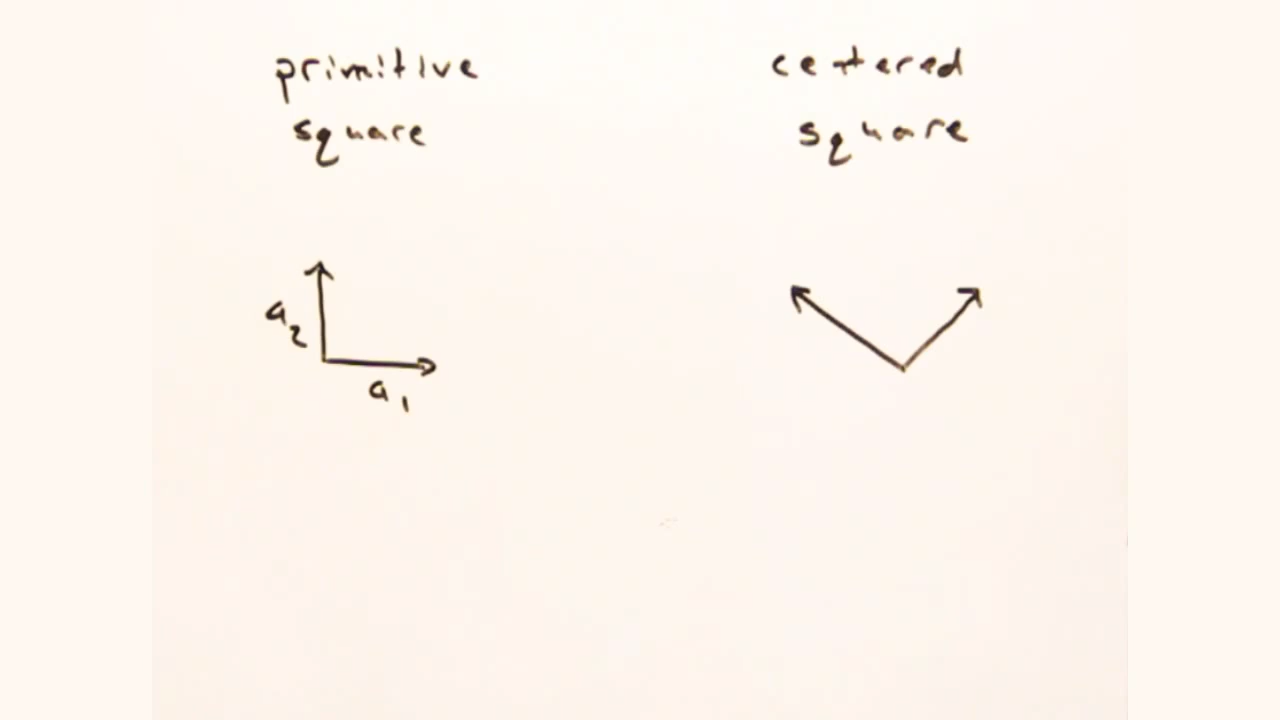 primitive
square
centered
square
a2
a1